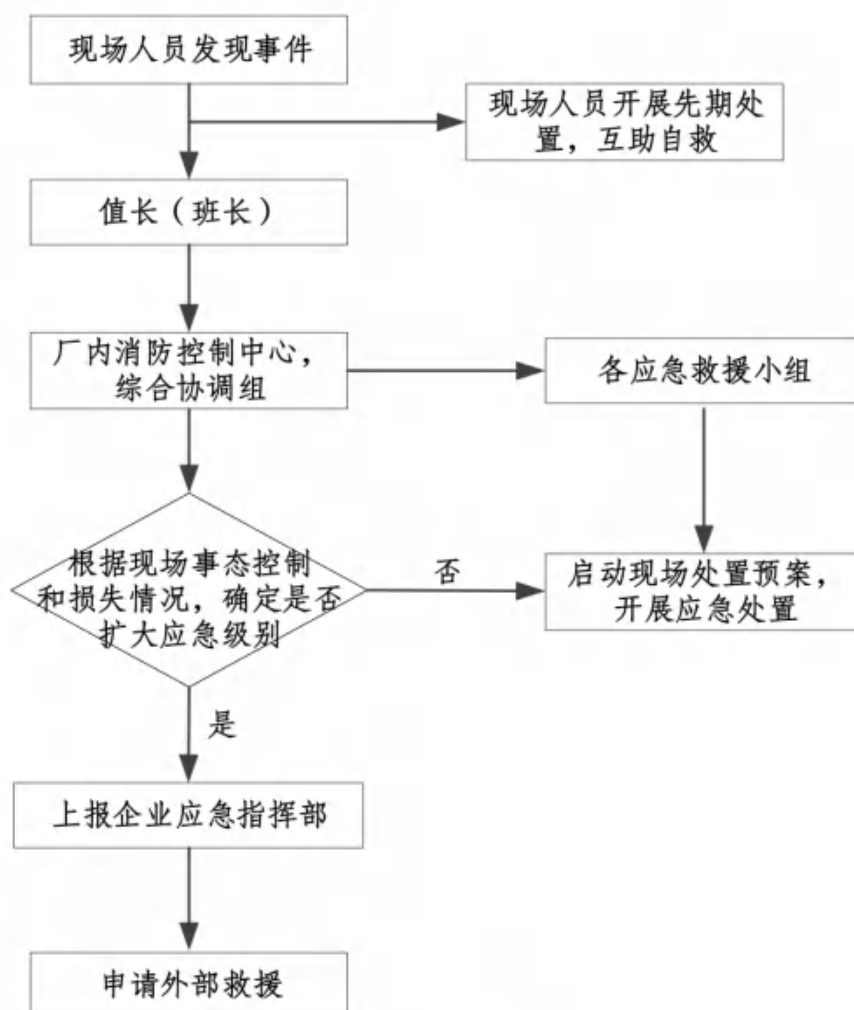 现场人员发现事件
现场人员开展先期处
置，互助自救
值长（班长）
厂内消防控制中心，
综合协调组
各应急救援小组
根据现场事态控制
和损失情况，确定是否
扩大应急级别
否
启动现场处置预案，
开展应急处置
是
上报企业应急指挥部
申请外部救援